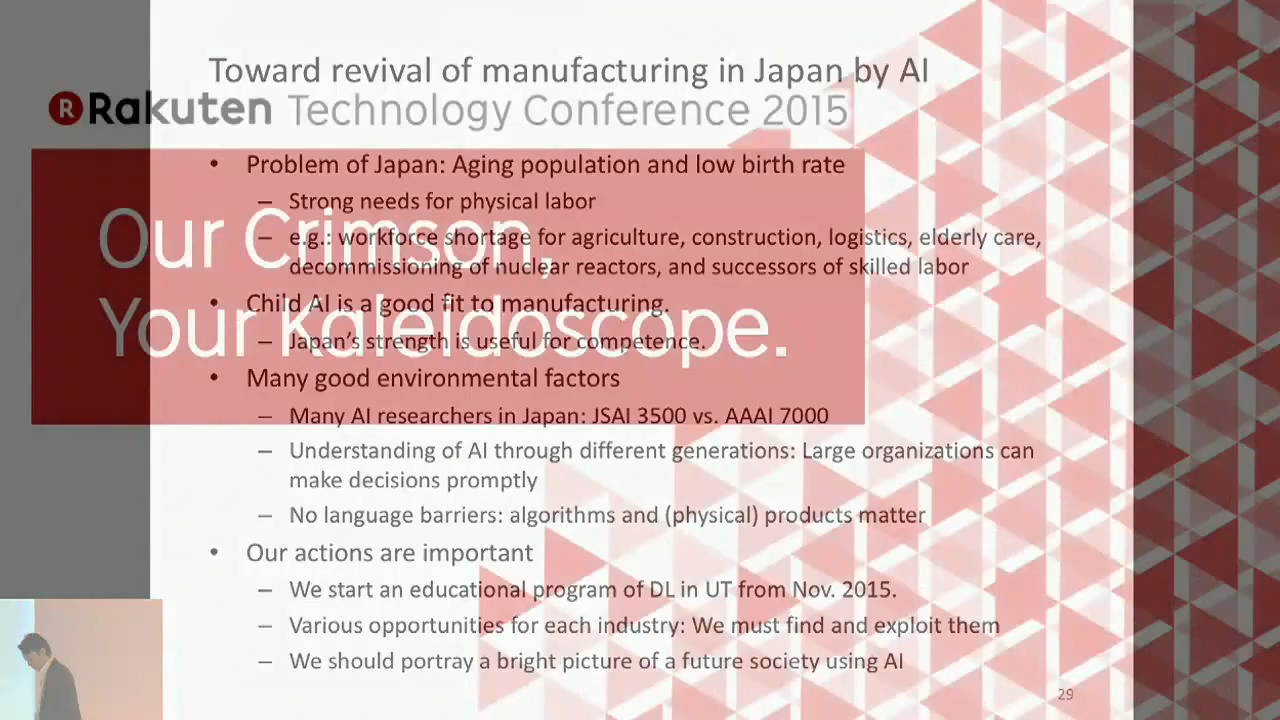 Toward revival of manufacturing in Japan by AI
R Rakuten Technology Conference 2015
• Problem of Japan: Aging population and low birth rate
– Strong needs for physical labor
Our Crimson,
– e.g.: workforce shortage for agriculture, construction, logistics, elderly care,
decommissioning of nuclear reactors, and successors of skilled labor
• Child AI is a good fit to manufacturing.
Your Kaleidoscope.
– Japan's strength is useful for competence.
• Many good environmental factors
– Many AI researchers in Japan: JSAI 3500 vs. AAAI 7000
– Understanding of AI through different generations: Large organizations can
make decisions promptly
– No language barriers: algorithms and (physical) products matter
• Our actions are important
– We start an educational program of DL in UT from Nov. 2015.
– Various opportunities for each industry: We must find and exploit them
– We should portray a bright picture of a future society using AI
29